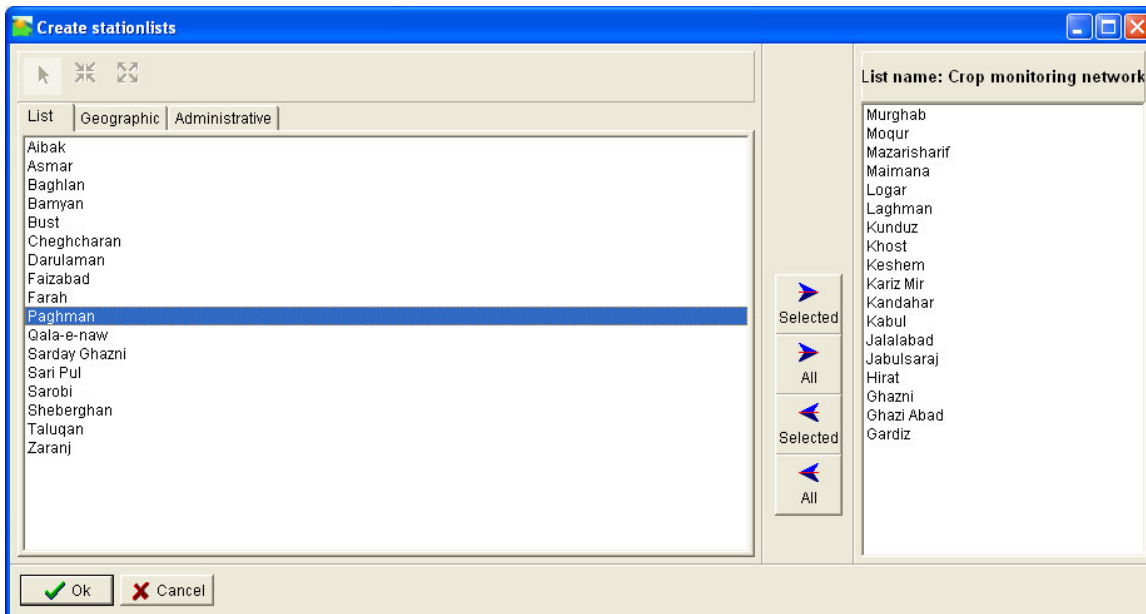 Create stationlists
List name: Crop monitoring network
List Geographic Administrative
Aibak
Asmar
Baghlan
Bamyan
Bust
Cheghcharan
Darulaman
Faizabad
Farah
Paghman
Qala-e-naw
Sarday Ghazni
Sari Pul
Sarobi
Sheberghan
Taluqan
Zaranj
Selected
All
Selected
All
Murghab
Moqur
Mazarisharif
Maimana
Logar
Laghman
Kunduz
Khost
Keshem
Kariz Mir
Kandahar
Kabul
Jalalabad
Jabulsaraj
Hirat
Ghazni
Ghazi Abad
Gardiz
Ok Cancel